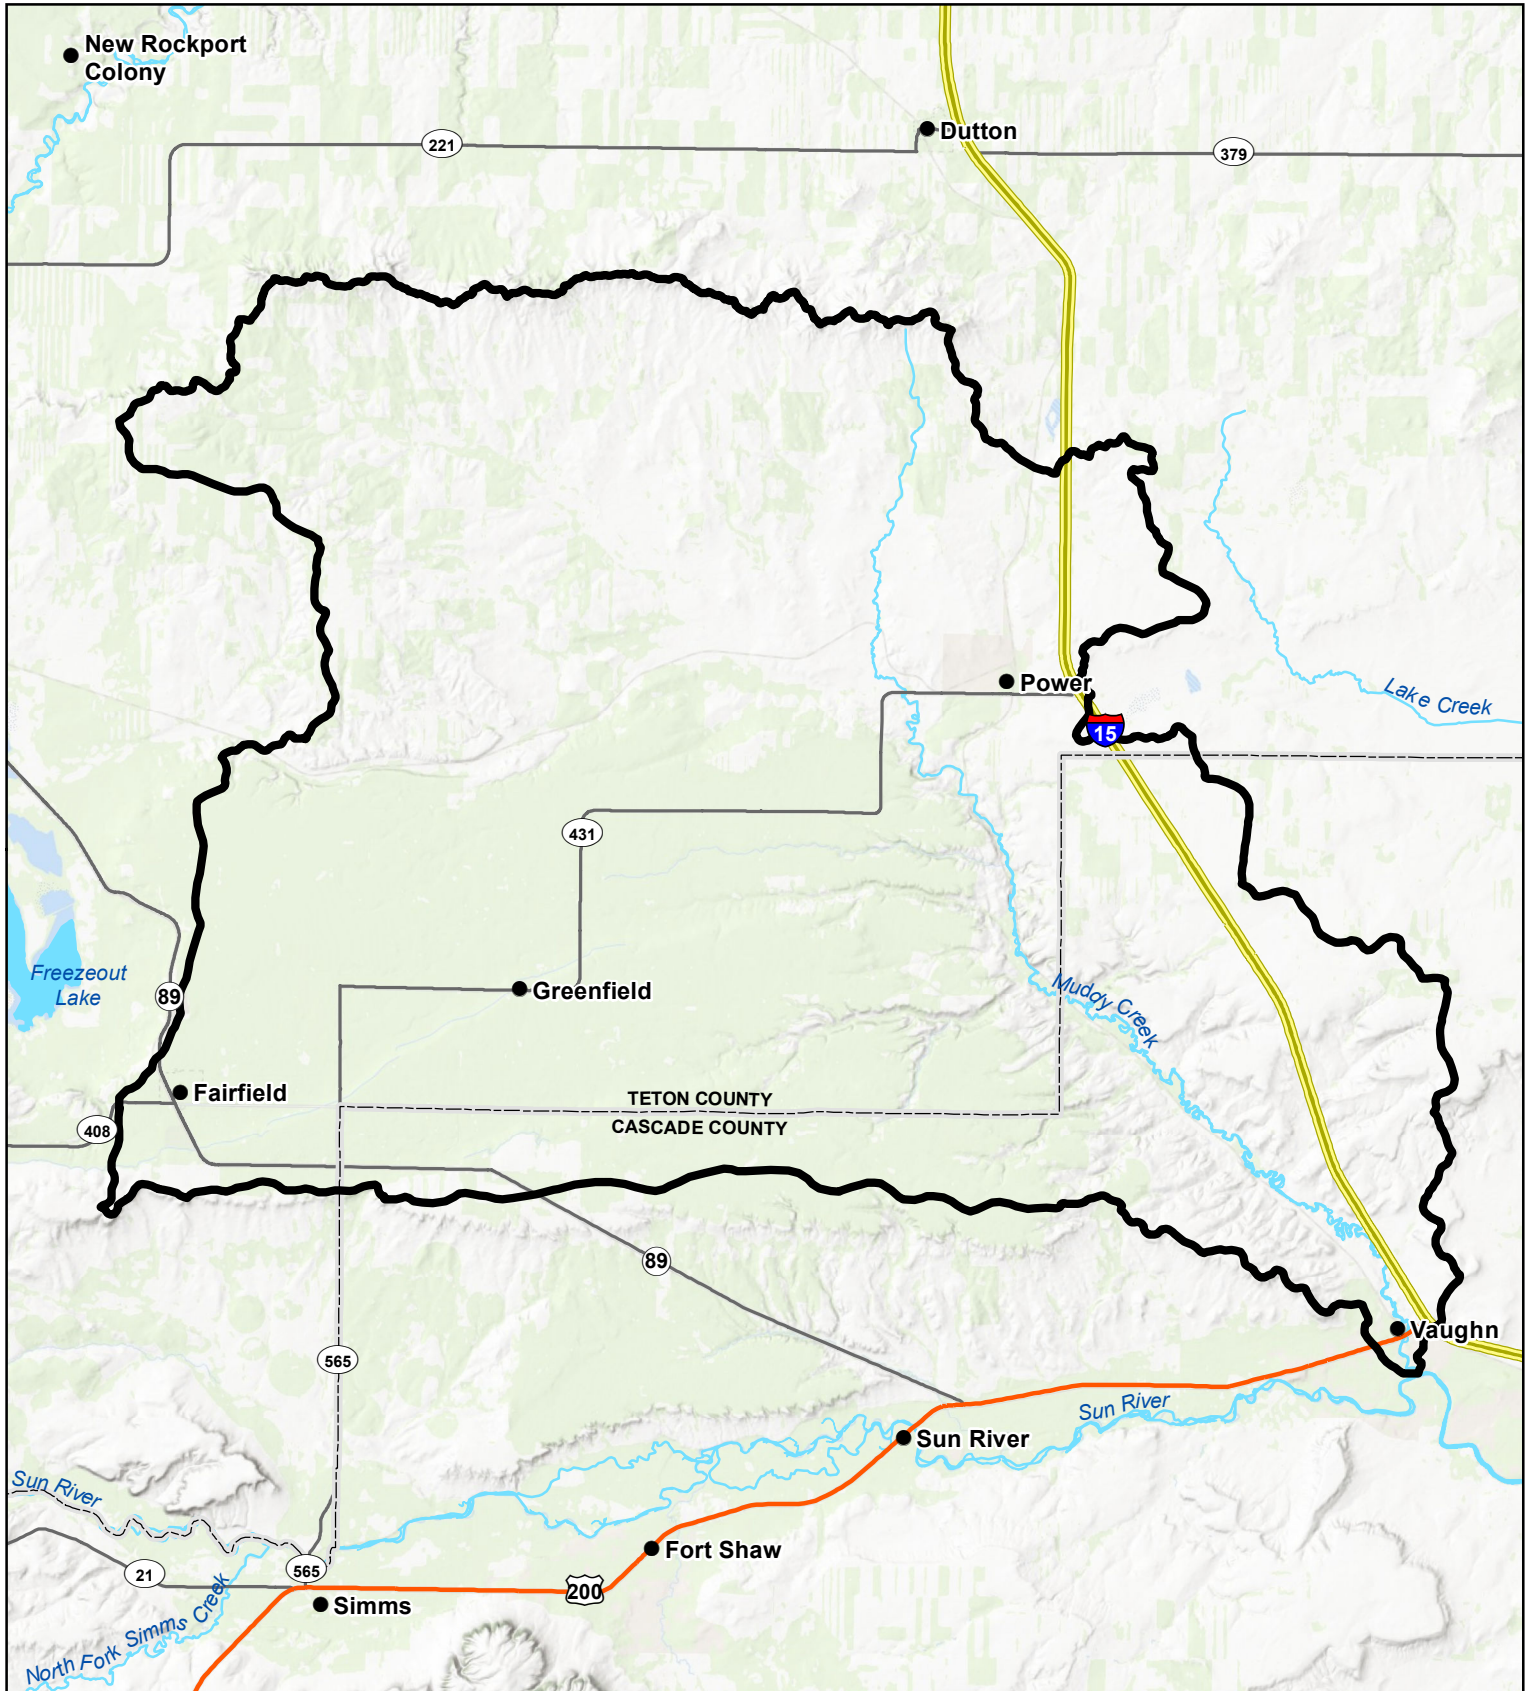 New Rockport
Colony
Dutton
221
379
Power
Lake Creek
15
431
Freezeout
Lake
89
Greenfield
Muddy Creek
Fairfield
TETON COUNTY
408
CASCADE COUNTY
89
Vaughn
565
Sun River
Sun River
Sun River
Fort Shaw
21
565
200
Simms
North Fork Simms Creek